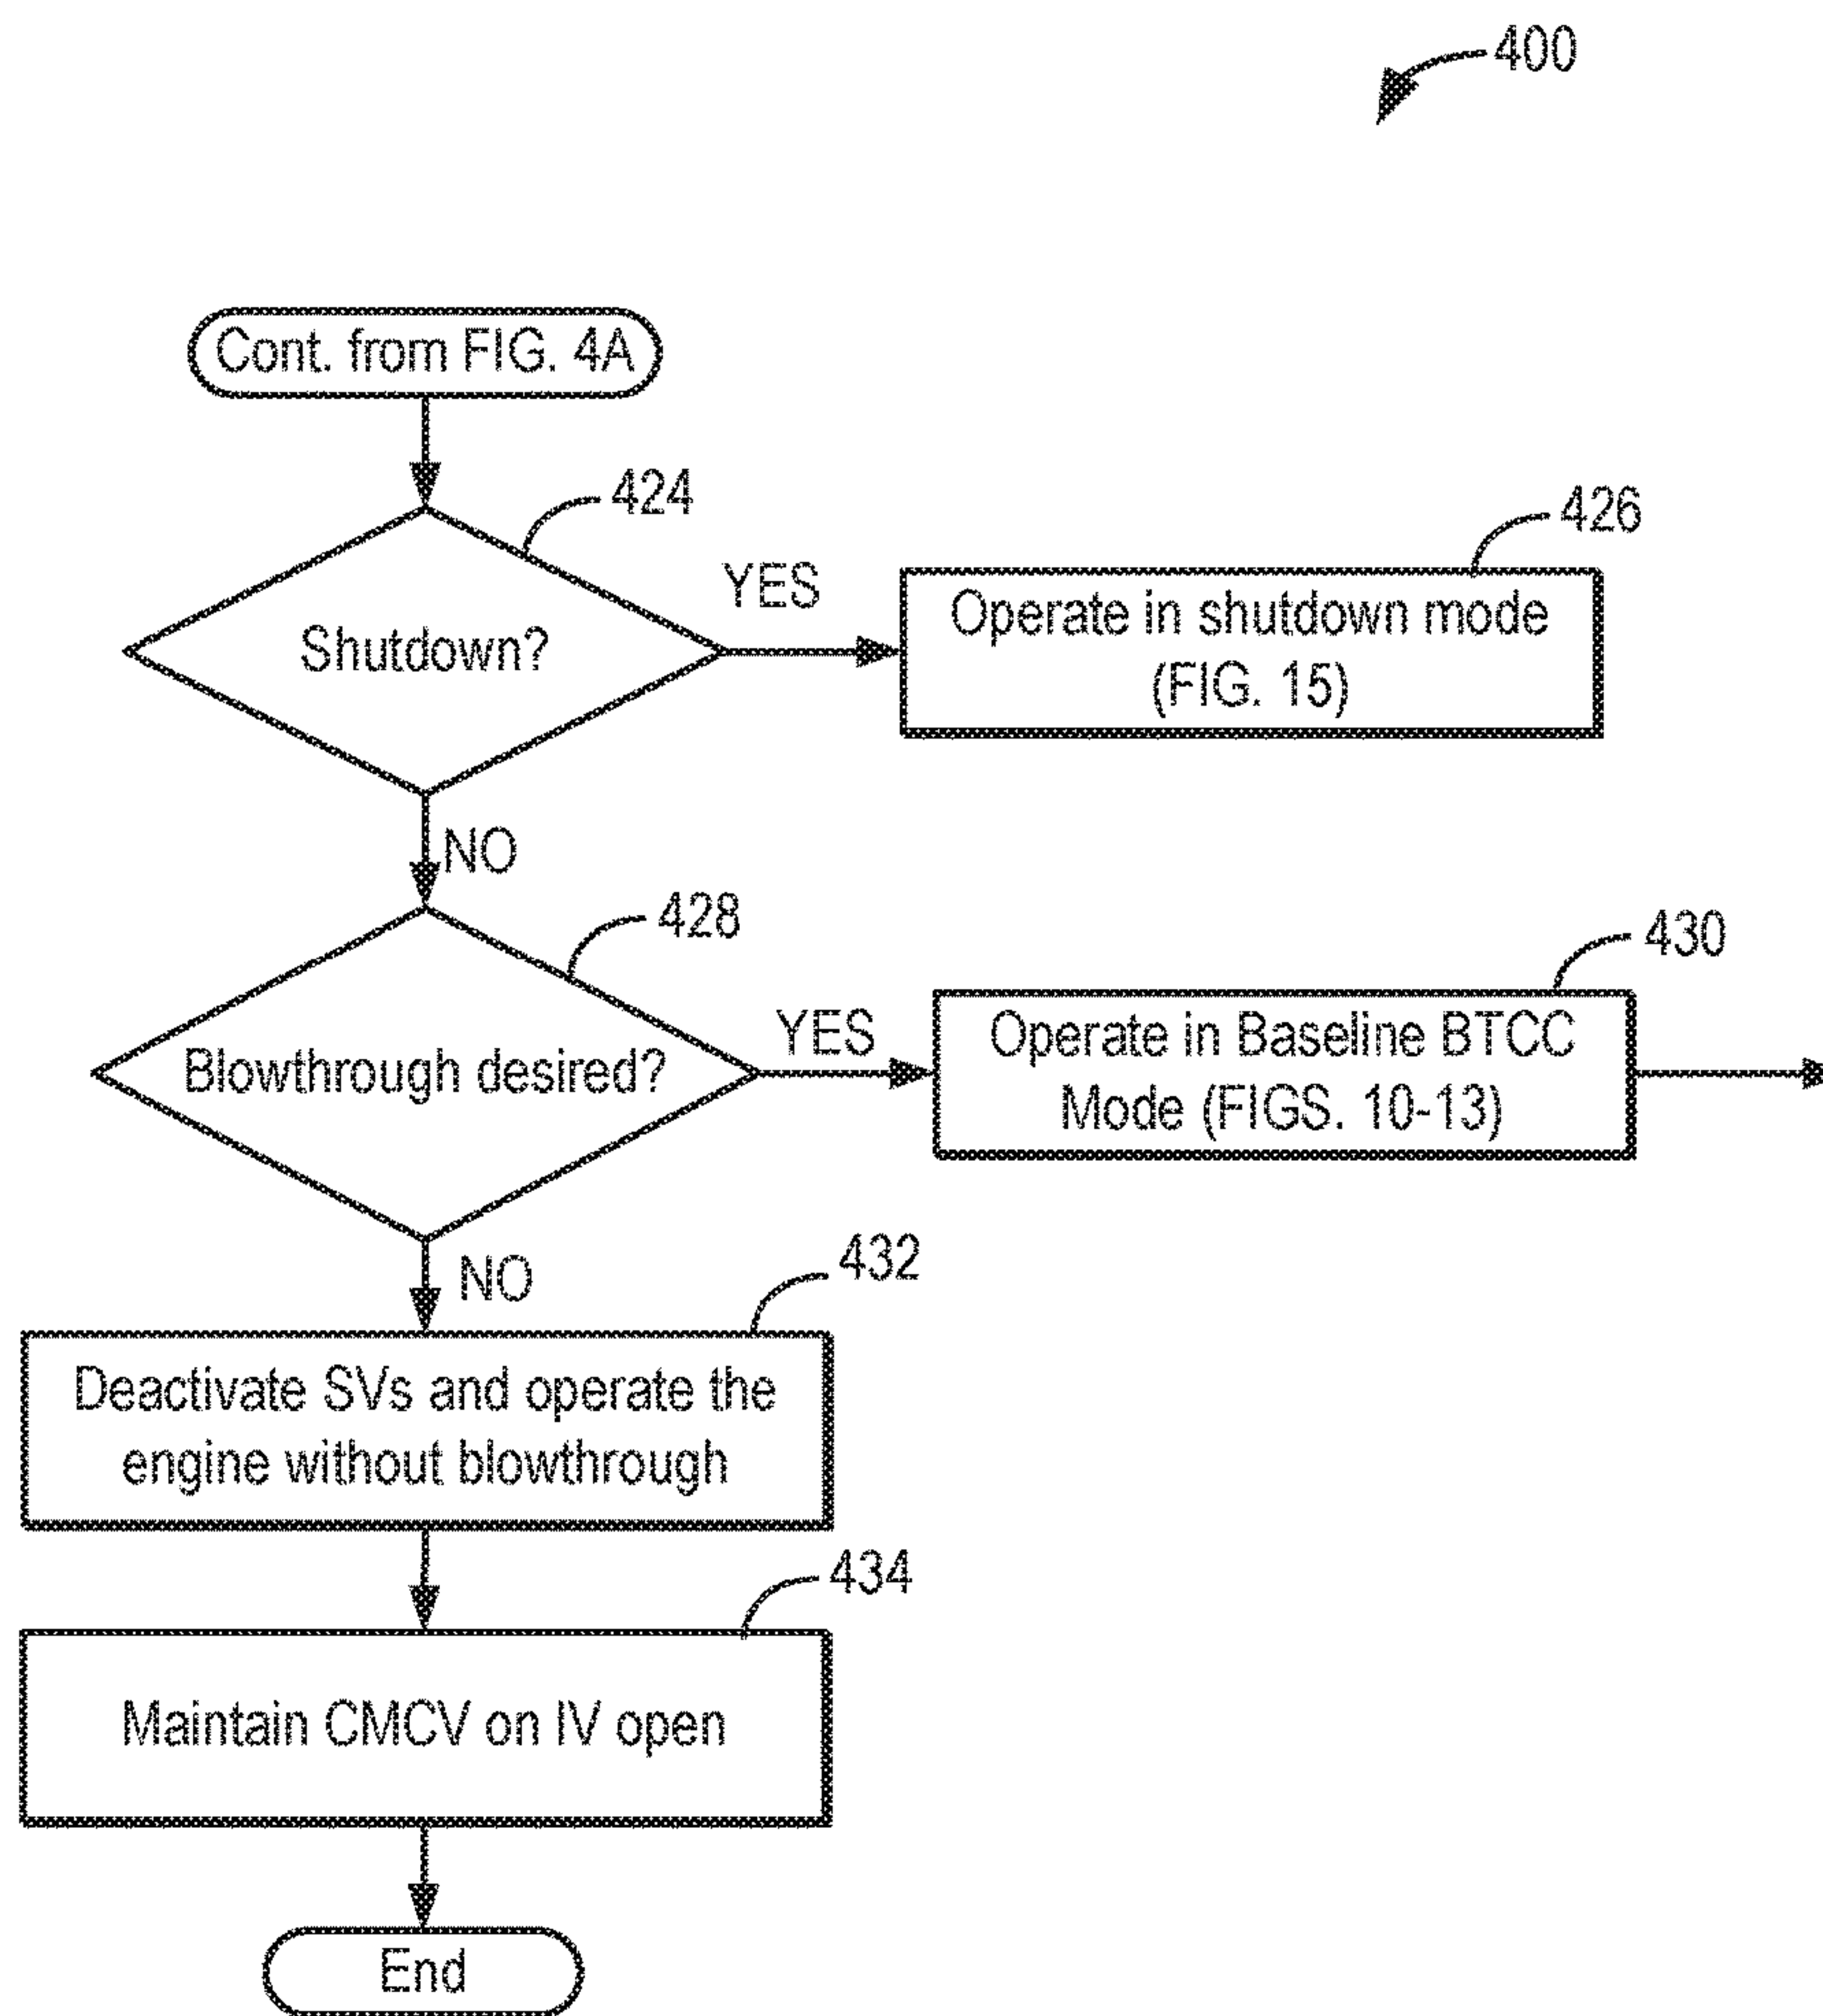 400
Cont. from FIG. 4A
424
Shutdown?
YES
426
Operate in shutdown mode
(FIG. 15)
NO
428
Blowthrough desired?
YES
430
Operate in Baseline BTCC
Mode (FIGS. 10-13)
NO
432
Deactivate SVs and operate the
engine without blowthrough
434
Maintain CMCV on IV open
End